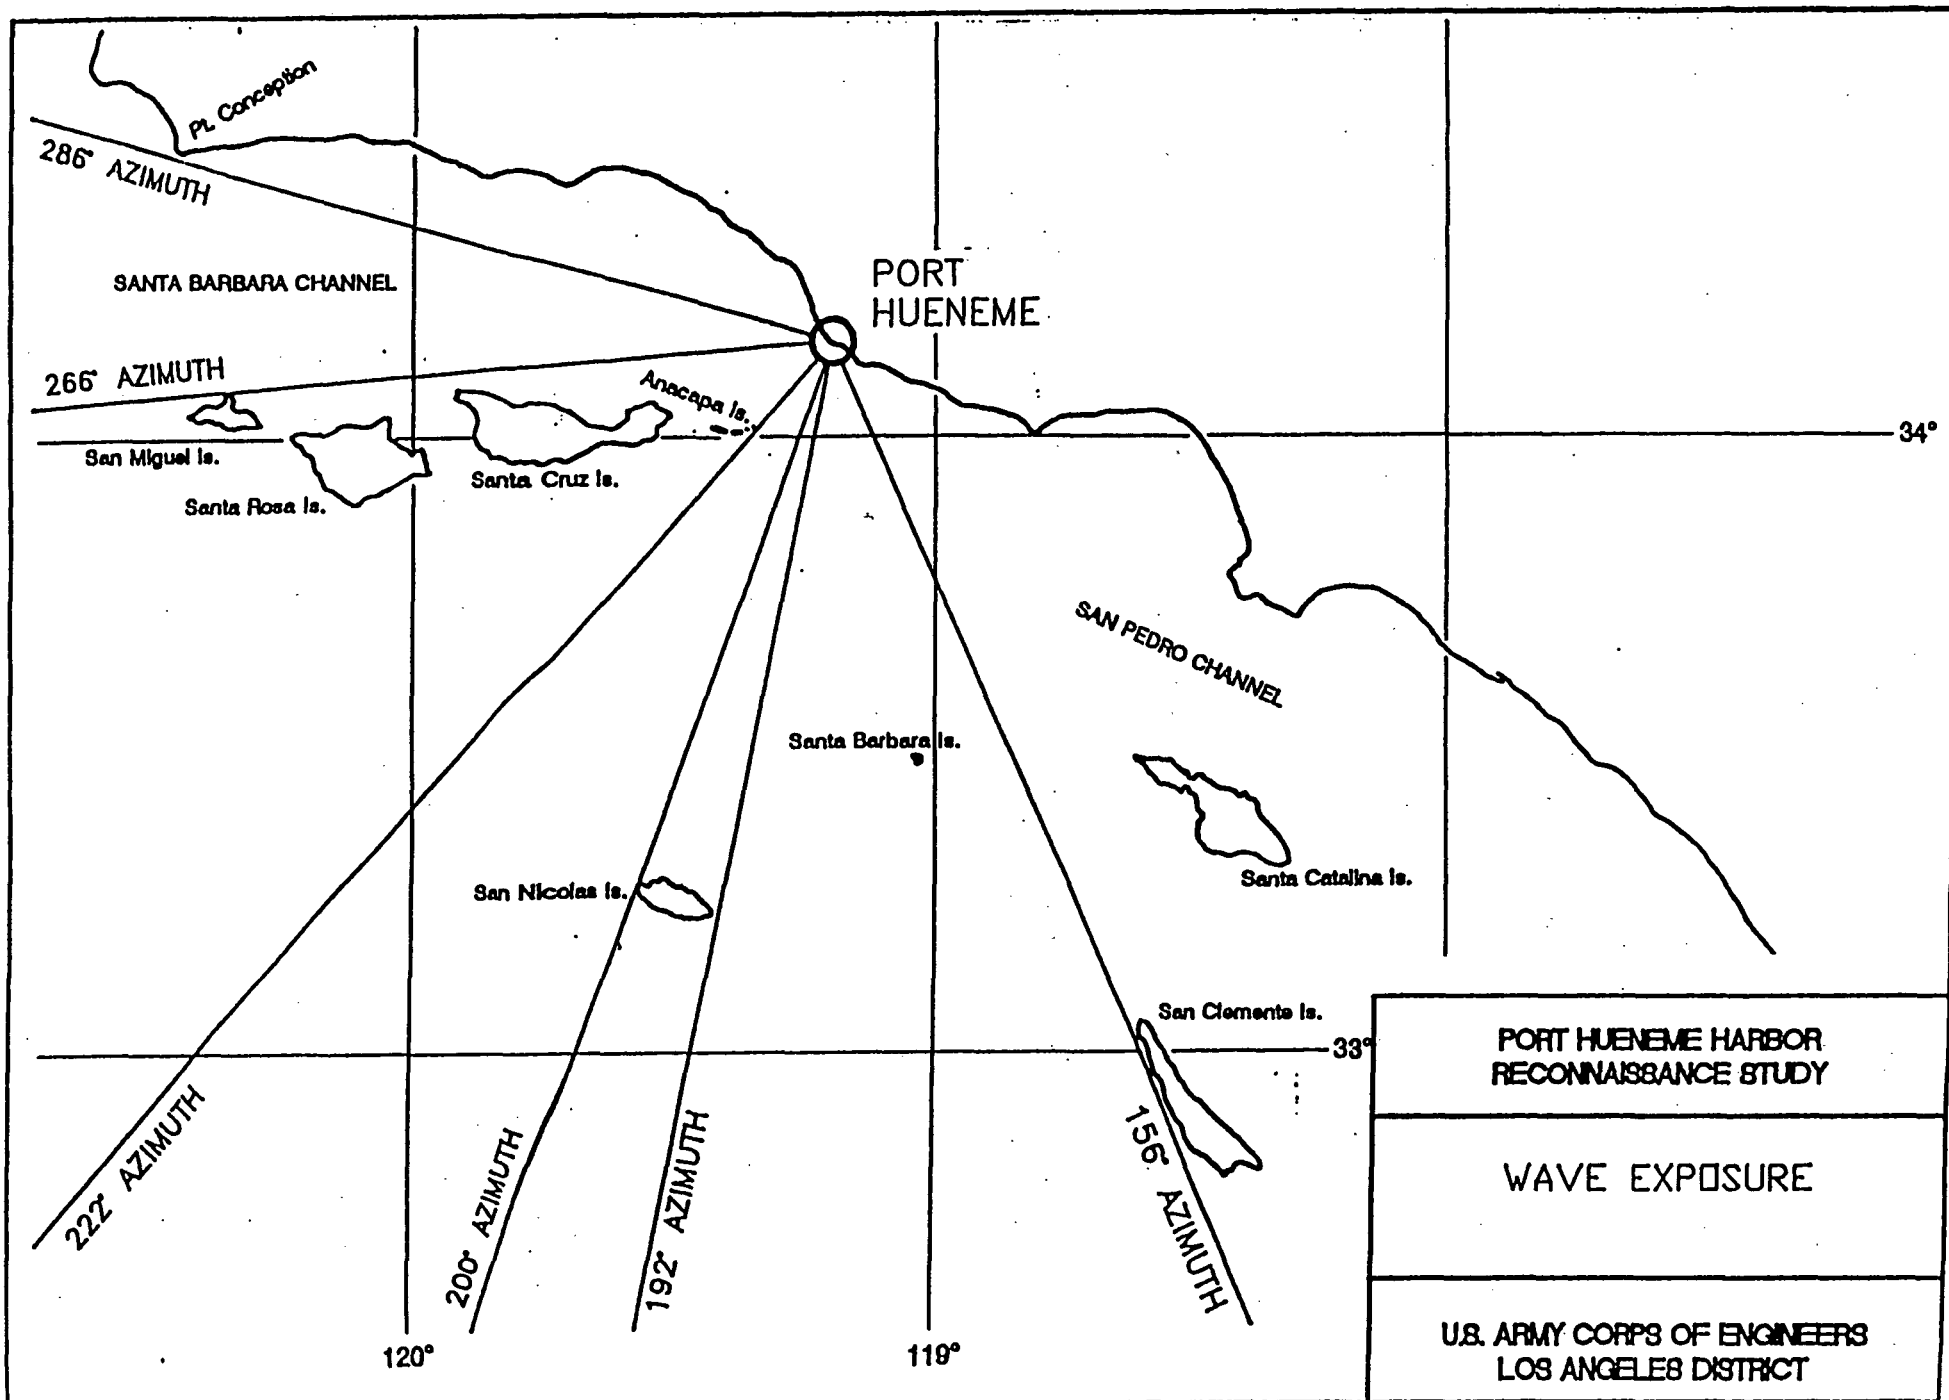 Pt. Conception
286° AZIMUTH
SANTA BARBARA CHANNEL
PORT
HUENEME
266° AZIMUTH
Anacapa Is.
34°
San Miguel Is.
Santa Cruz Is.
Santa Rosa Is.
SAN PEDRO CHANNEL
Santa Barbara Is.
Santa Catalina Is.
San Nicolas Is.
San Clemente Is.
33°
222° AZIMUTH
200° AZIMUTH
192° AZIMUTH
156° AZIMUTH
120°
119°
PORT HUENEME HARBOR
RECONNAISSANCE STUDY
WAVE EXPOSURE
U.S. ARMY CORPS OF ENGINEERS
LOS ANGELES DISTRICT